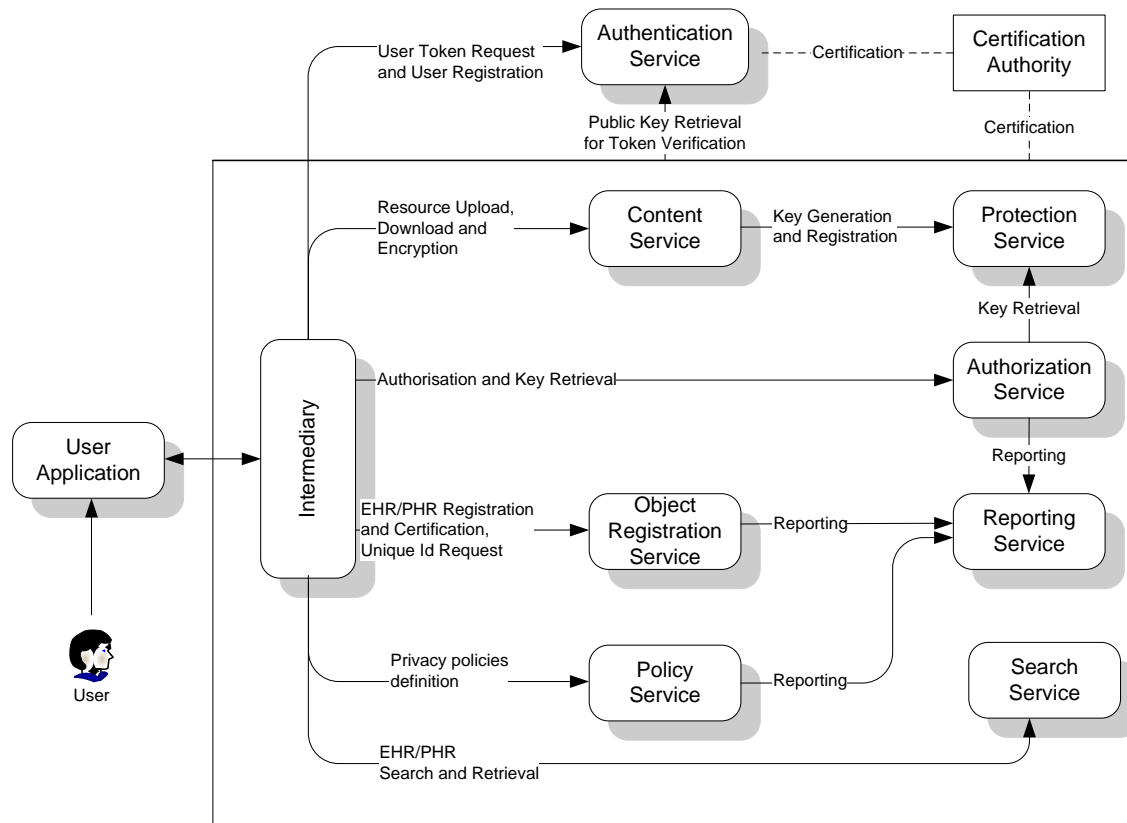 User Token Request
and User Registration
Authentication
Service
Certification
Certification
Authority
Public Key Retrieval
for Token Verification
Certification
Resource Upload,
Download and
Encryption
Content
Service
Key Generation
and Registration
Protection
Service
Key Retrieval
Intermediary
Authorisation and Key Retrieval
Authorization
Service
User
Application
Reporting
EHR/PHR Registration
and Certification,
Unique Id Request
Object
Registration
Service
Reporting
Reporting
Service
User
Privacy policies
definition
Policy
Service
Reporting
Search
Service
EHR/PHR
Search and Retrieval